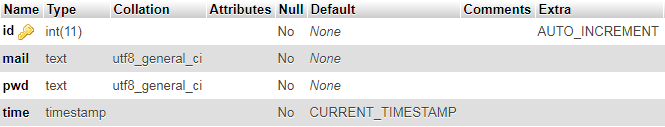 Name Type Collation Attributes Null Default Comments Extra
id int(11) No None AUTO_INCREMENT
mail text utf8_general_ci No None
pwd text utf8_general_ci No None
time timestamp No CURRENT_TIMESTAMP